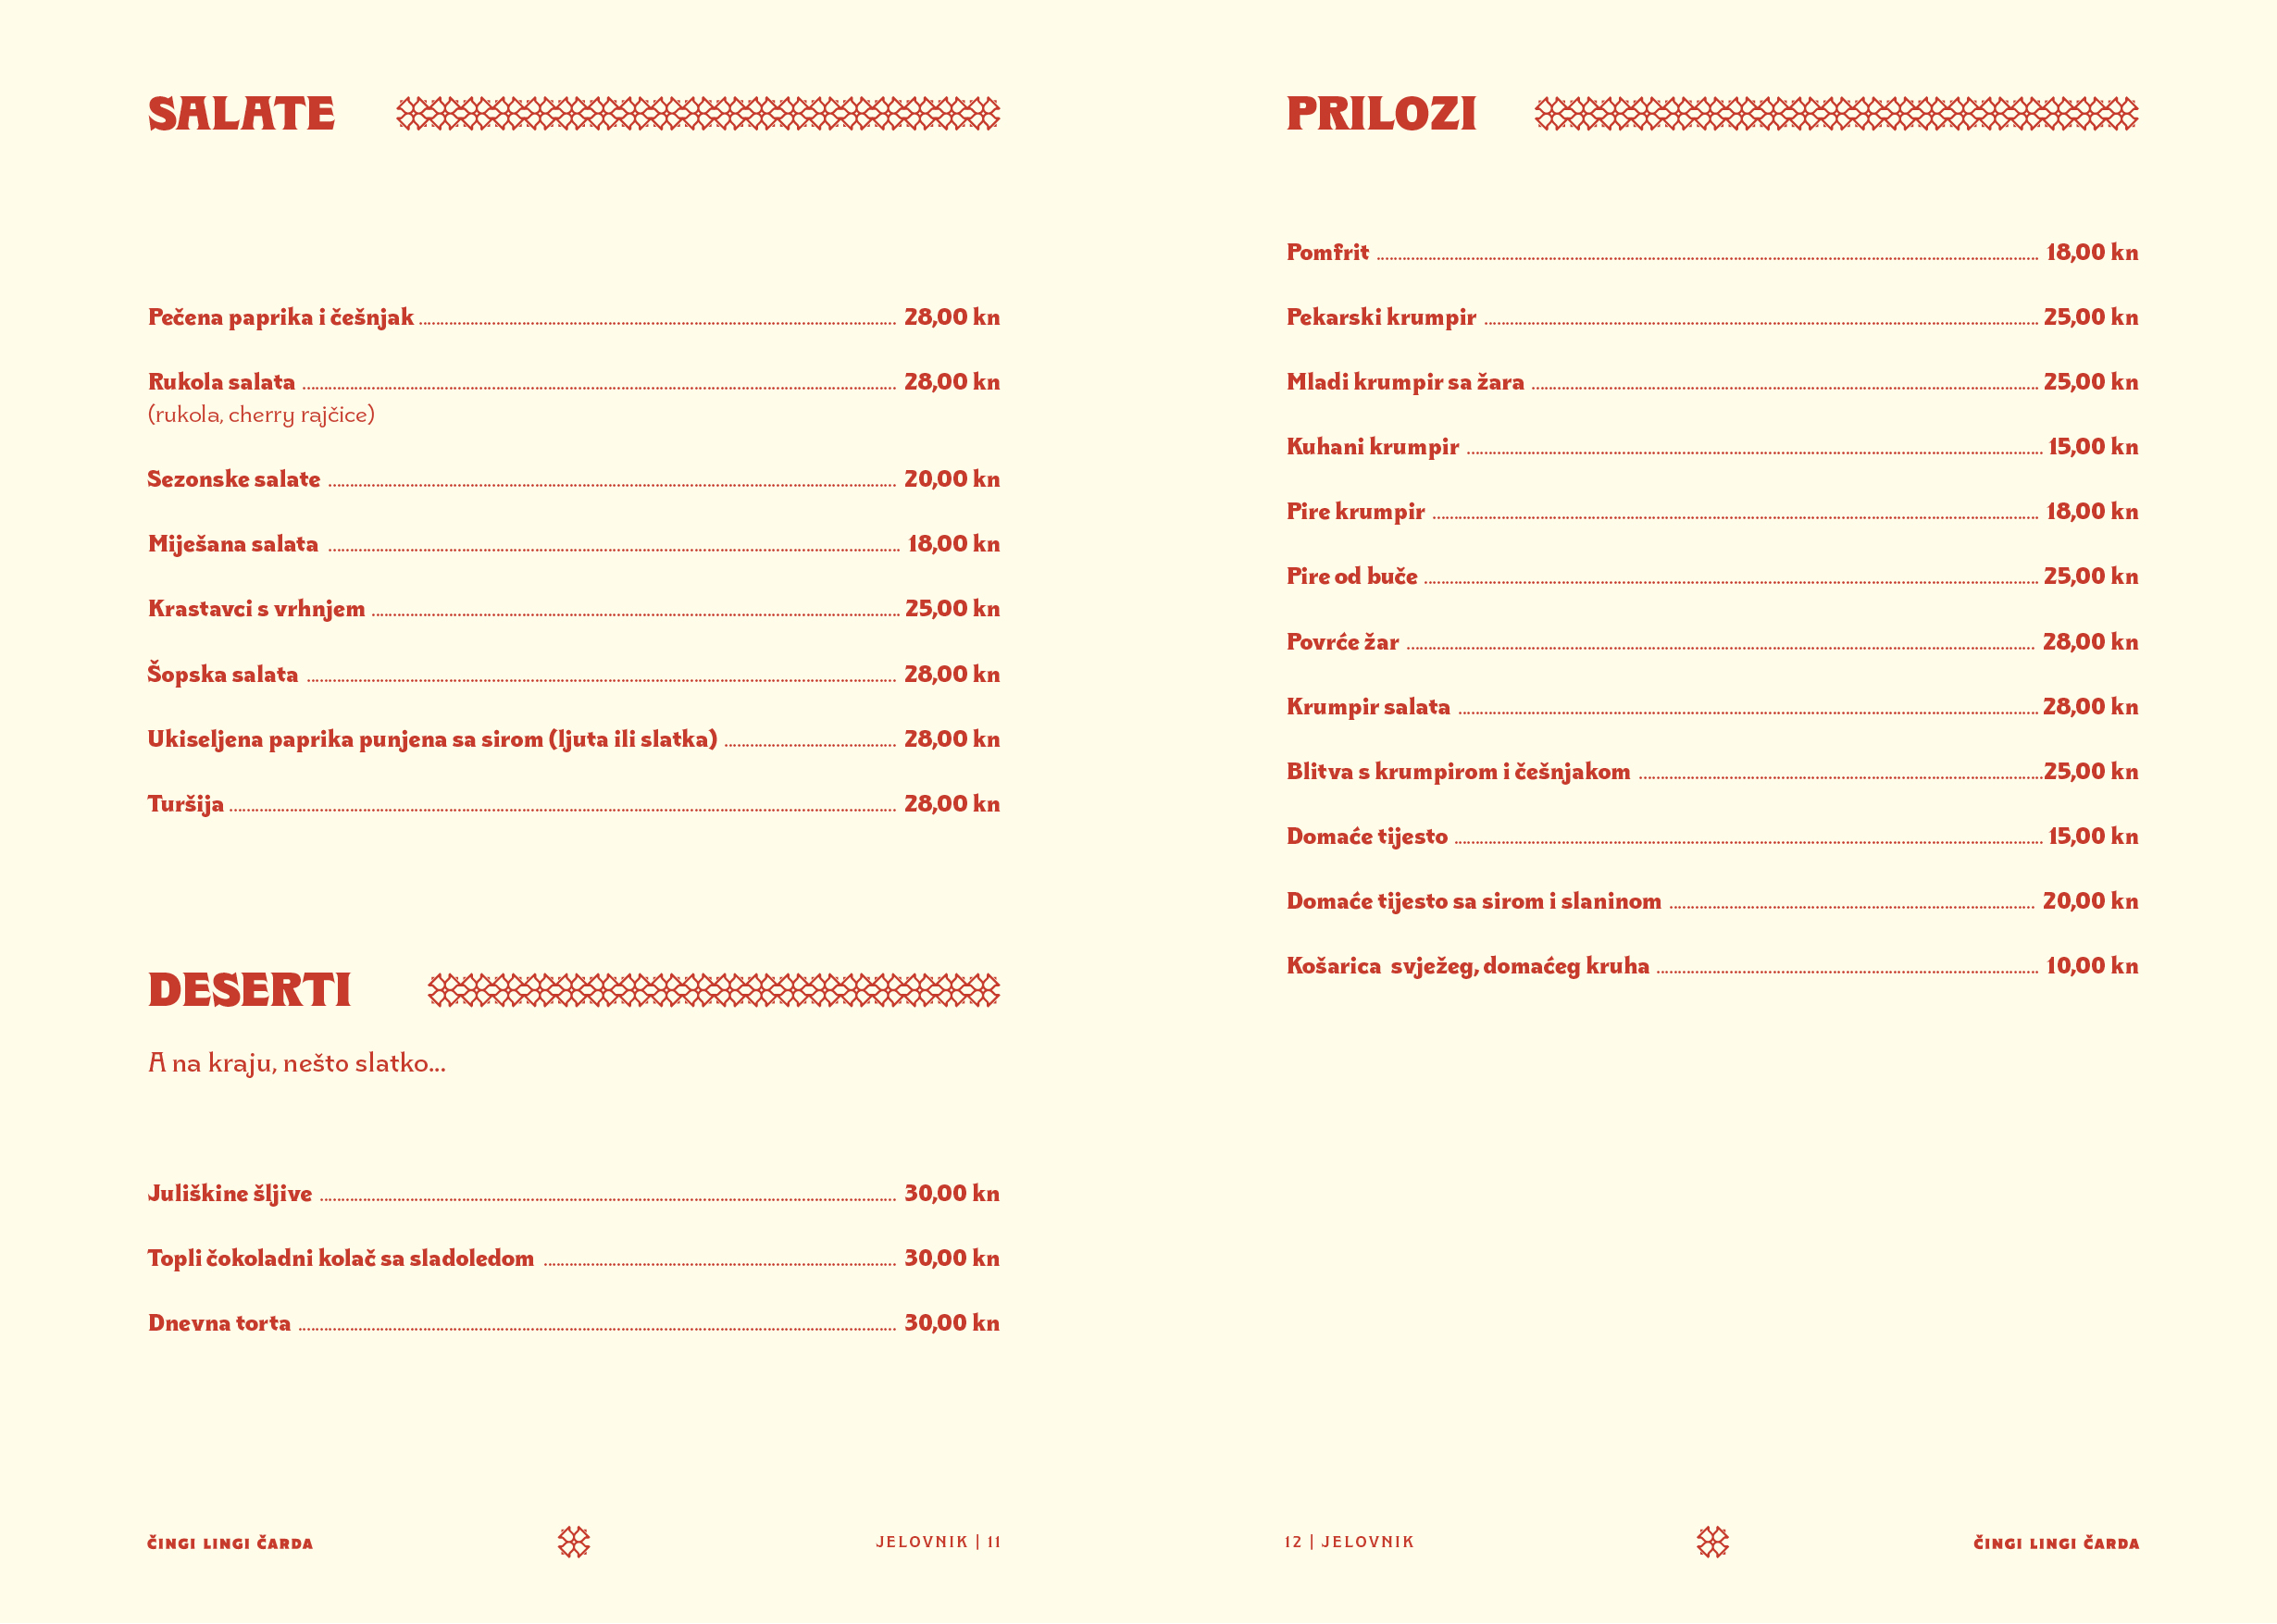 SALATE
Pečena paprika i češnjak 28,00 kn
Rukola salata 28,00 kn
(rukola, cherry rajčice)
Sezonske salate 20,00 kn
Miješana salata 18,00 kn
Krastavci s vrhnjem 25,00 kn
Šopska salata 28,00 kn
Ukiseljena paprika punjena sa sirom (ljuta ili slatka) 28,00 kn
Turšija 28,00 kn
DESERTI
A na kraju, nešto slatko...
Juliškine šljive 30,00 kn
Topli čokoladni kolač sa sladoledom 30,00 kn
Dnevna torta 30,00 kn
ČINGI LINGI ČARDA
JELOVNIK | 11
PRILOZI
Pomfrit 18,00 kn
Pekarski krumpir 25,00 kn
Mladi krumpir sa žara 25,00 kn
Kuhani krumpir 15,00 kn
Pire krumpir 18,00 kn
Pire od buče 25,00 kn
Povrće žar 28,00 kn
Krumpir salata 28,00 kn
Blitva s krumpirom i češnjakom 25,00 kn
Domaće tijesto 15,00 kn
Domaće tijesto sa sirom i slaninom 20,00 kn
Košarica svježeg, domaćeg kruha 10,00 kn
12 | JELOVNIK
ČINGI LINGI ČARDA